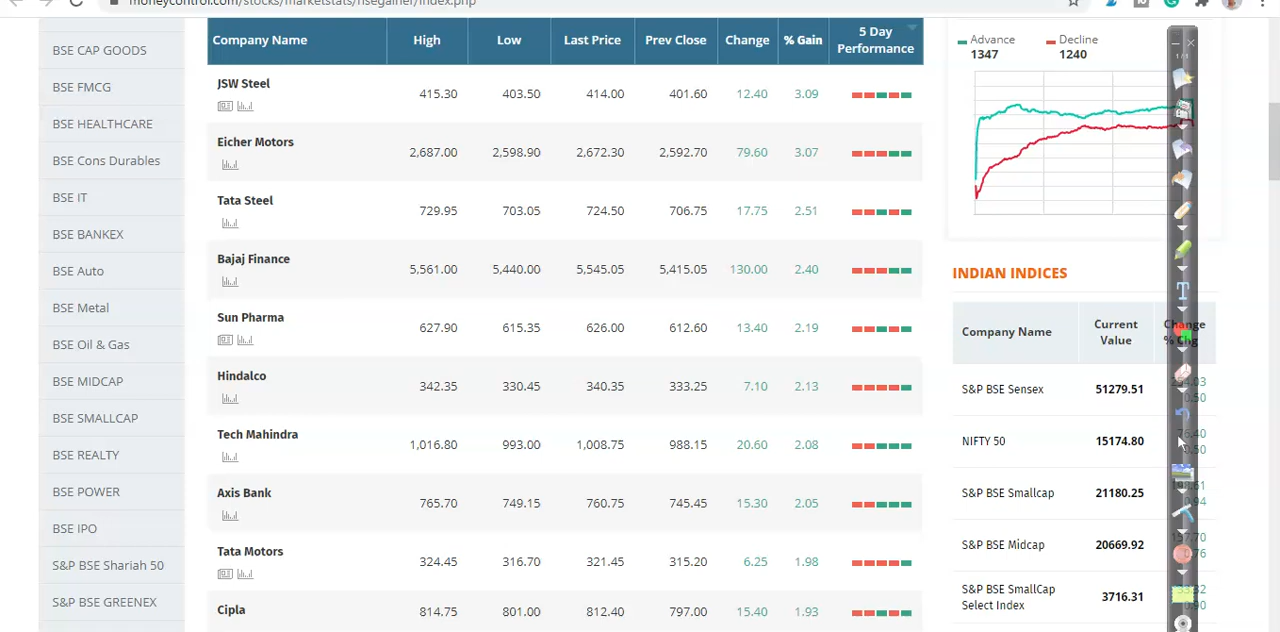 moneycontrol.com/stocks/marketstats/nsegainer/index.php
BSE CAP GOODS
BSE FMCG
BSE HEALTHCARE
BSE Cons Durables
BSE IT
BSE BANKEX
BSE Auto
BSE Metal
BSE Oil & Gas
BSE MIDCAP
BSE SMALLCAP
BSE REALTY
BSE POWER
BSE IPO
S&P BSE Shariah 50
S&P BSE GREENEX
Company Name High Low Last Price Prev Close Change % Gain 5 Day Performance
JSW Steel 415.30 403.50 414.00 401.60 12.40 3.09
Eicher Motors 2,687.00 2,598.90 2,672.30 2,592.70 79.60 3.07
Tata Steel 729.95 703.05 724.50 706.75 17.75 2.51
Bajaj Finance 5,561.00 5,440.00 5,545.05 5,415.05 130.00 2.40
Sun Pharma 627.90 615.35 626.00 612.60 13.40 2.19
Hindalco 342.35 330.45 340.35 333.25 7.10 2.13
Tech Mahindra 1,016.80 993.00 1,008.75 988.15 20.60 2.08
Axis Bank 765.70 749.15 760.75 745.45 15.30 2.05
Tata Motors 324.45 316.70 321.45 315.20 6.25 1.98
Cipla 814.75 801.00 812.40 797.00 15.40 1.93
Advance Decline
1347 1240
1/1
INDIAN INDICES
Company Name Current Value Change % Chg
S&P BSE Sensex 51279.51 0.50
NIFTY 50 15174.80 76.40
S&P BSE Smallcap 21180.25
S&P BSE Midcap 20669.92
S&P BSE SmallCap Select Index 3716.31